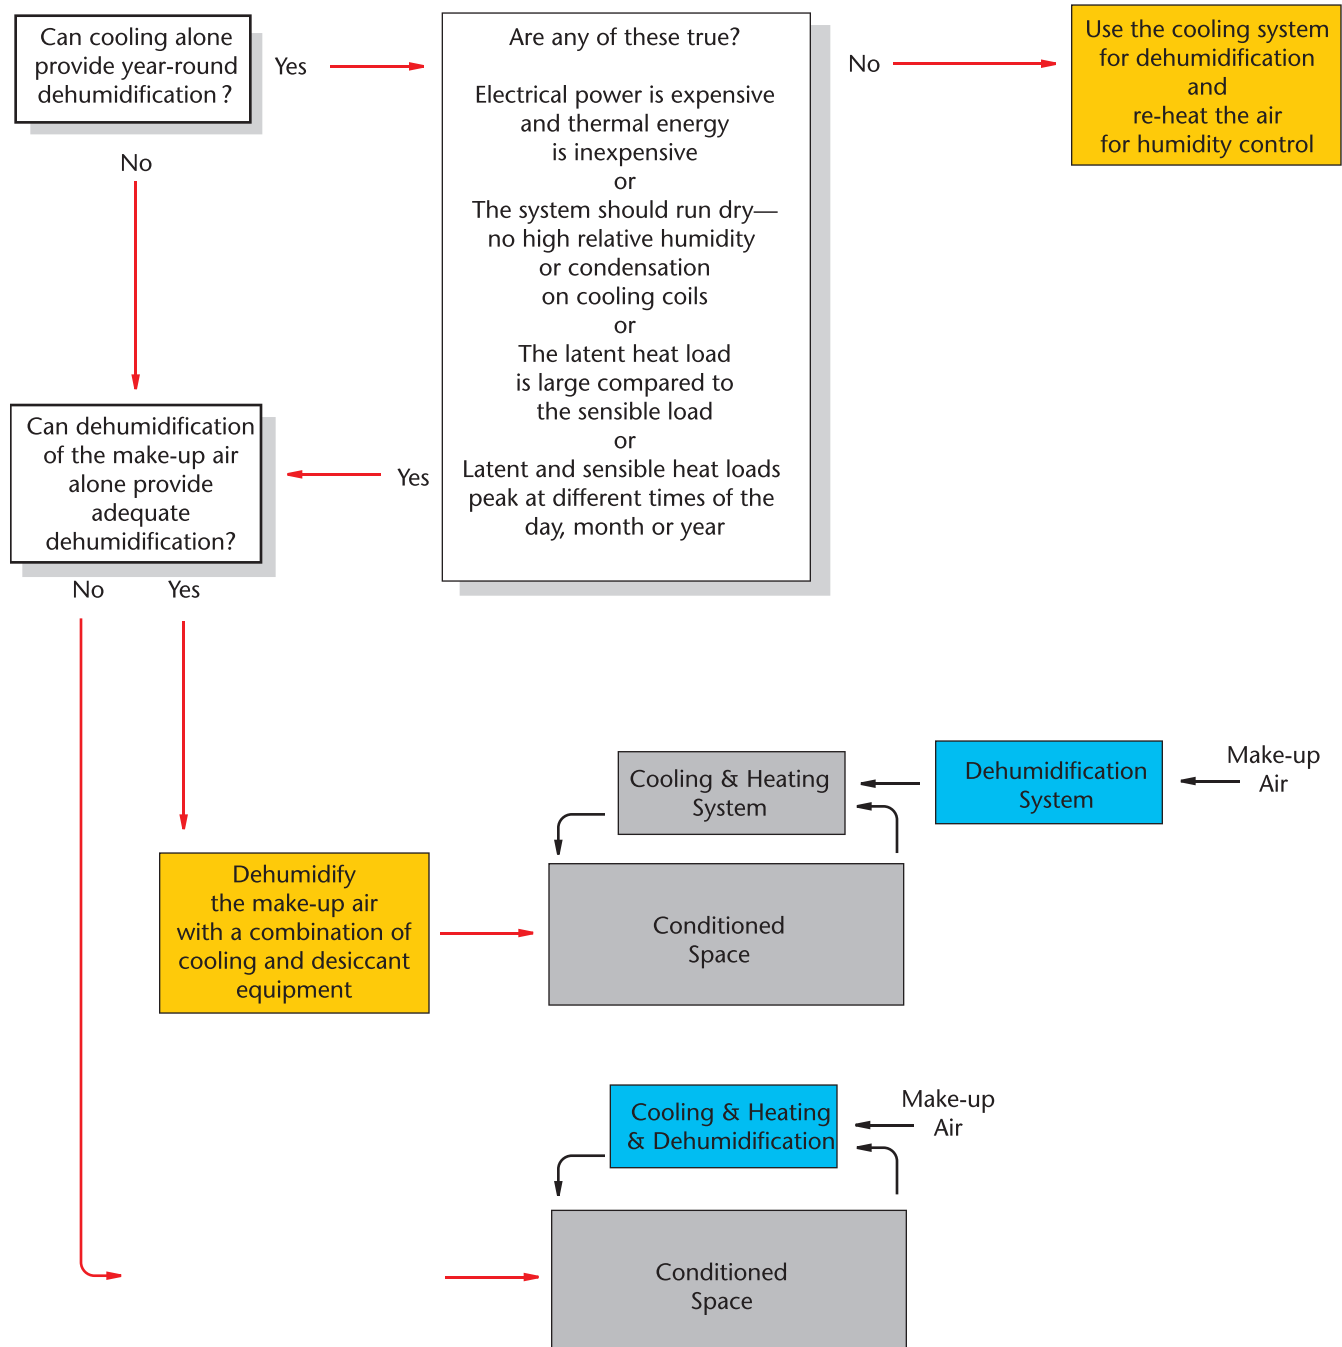 Can cooling alone
provide year-round
dehumidification ?
Yes
No
Are any of these true?
Electrical power is expensive
and thermal energy
is inexpensive
or
The system should run dry—
no high relative humidity
or condensation
on cooling coils
or
The latent heat load
is large compared to
the sensible load
or
Latent and sensible heat loads
peak at different times of the
day, month or year
No
Use the cooling system
for dehumidification
and
re-heat the air
for humidity control
Yes
Can dehumidification
of the make-up air
alone provide
adequate
dehumidification?
No
Yes
Dehumidify
the make-up air
with a combination of
cooling and desiccant
equipment
Cooling & Heating
System
Dehumidification
System
Make-up
Air
Conditioned
Space
Cooling & Heating
& Dehumidification
Make-up
Air
Conditioned
Space